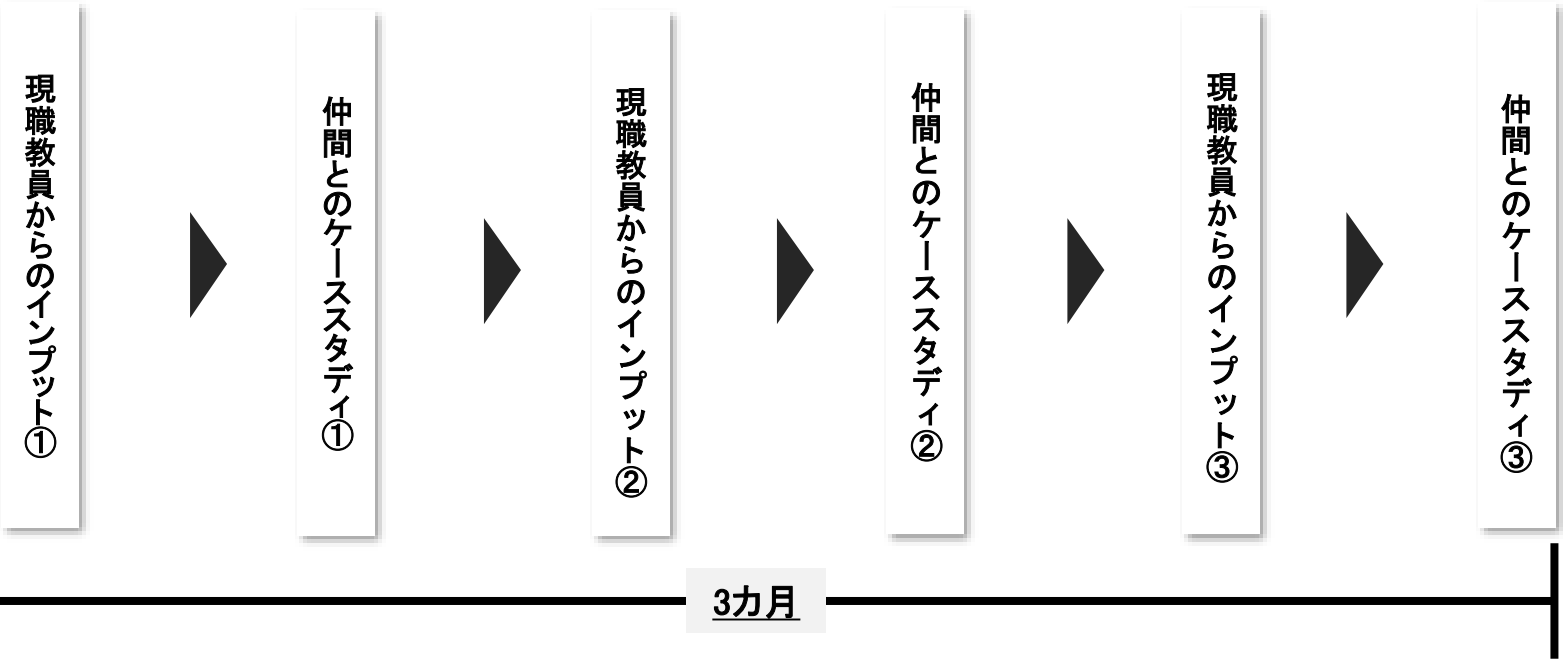 現職教員からのインプット①
仲間とのケーススタディ①
現職教員からのインプット②
仲間とのケーススタディ②
現職教員からのインプット③
仲間とのケーススタディ③
3カ月